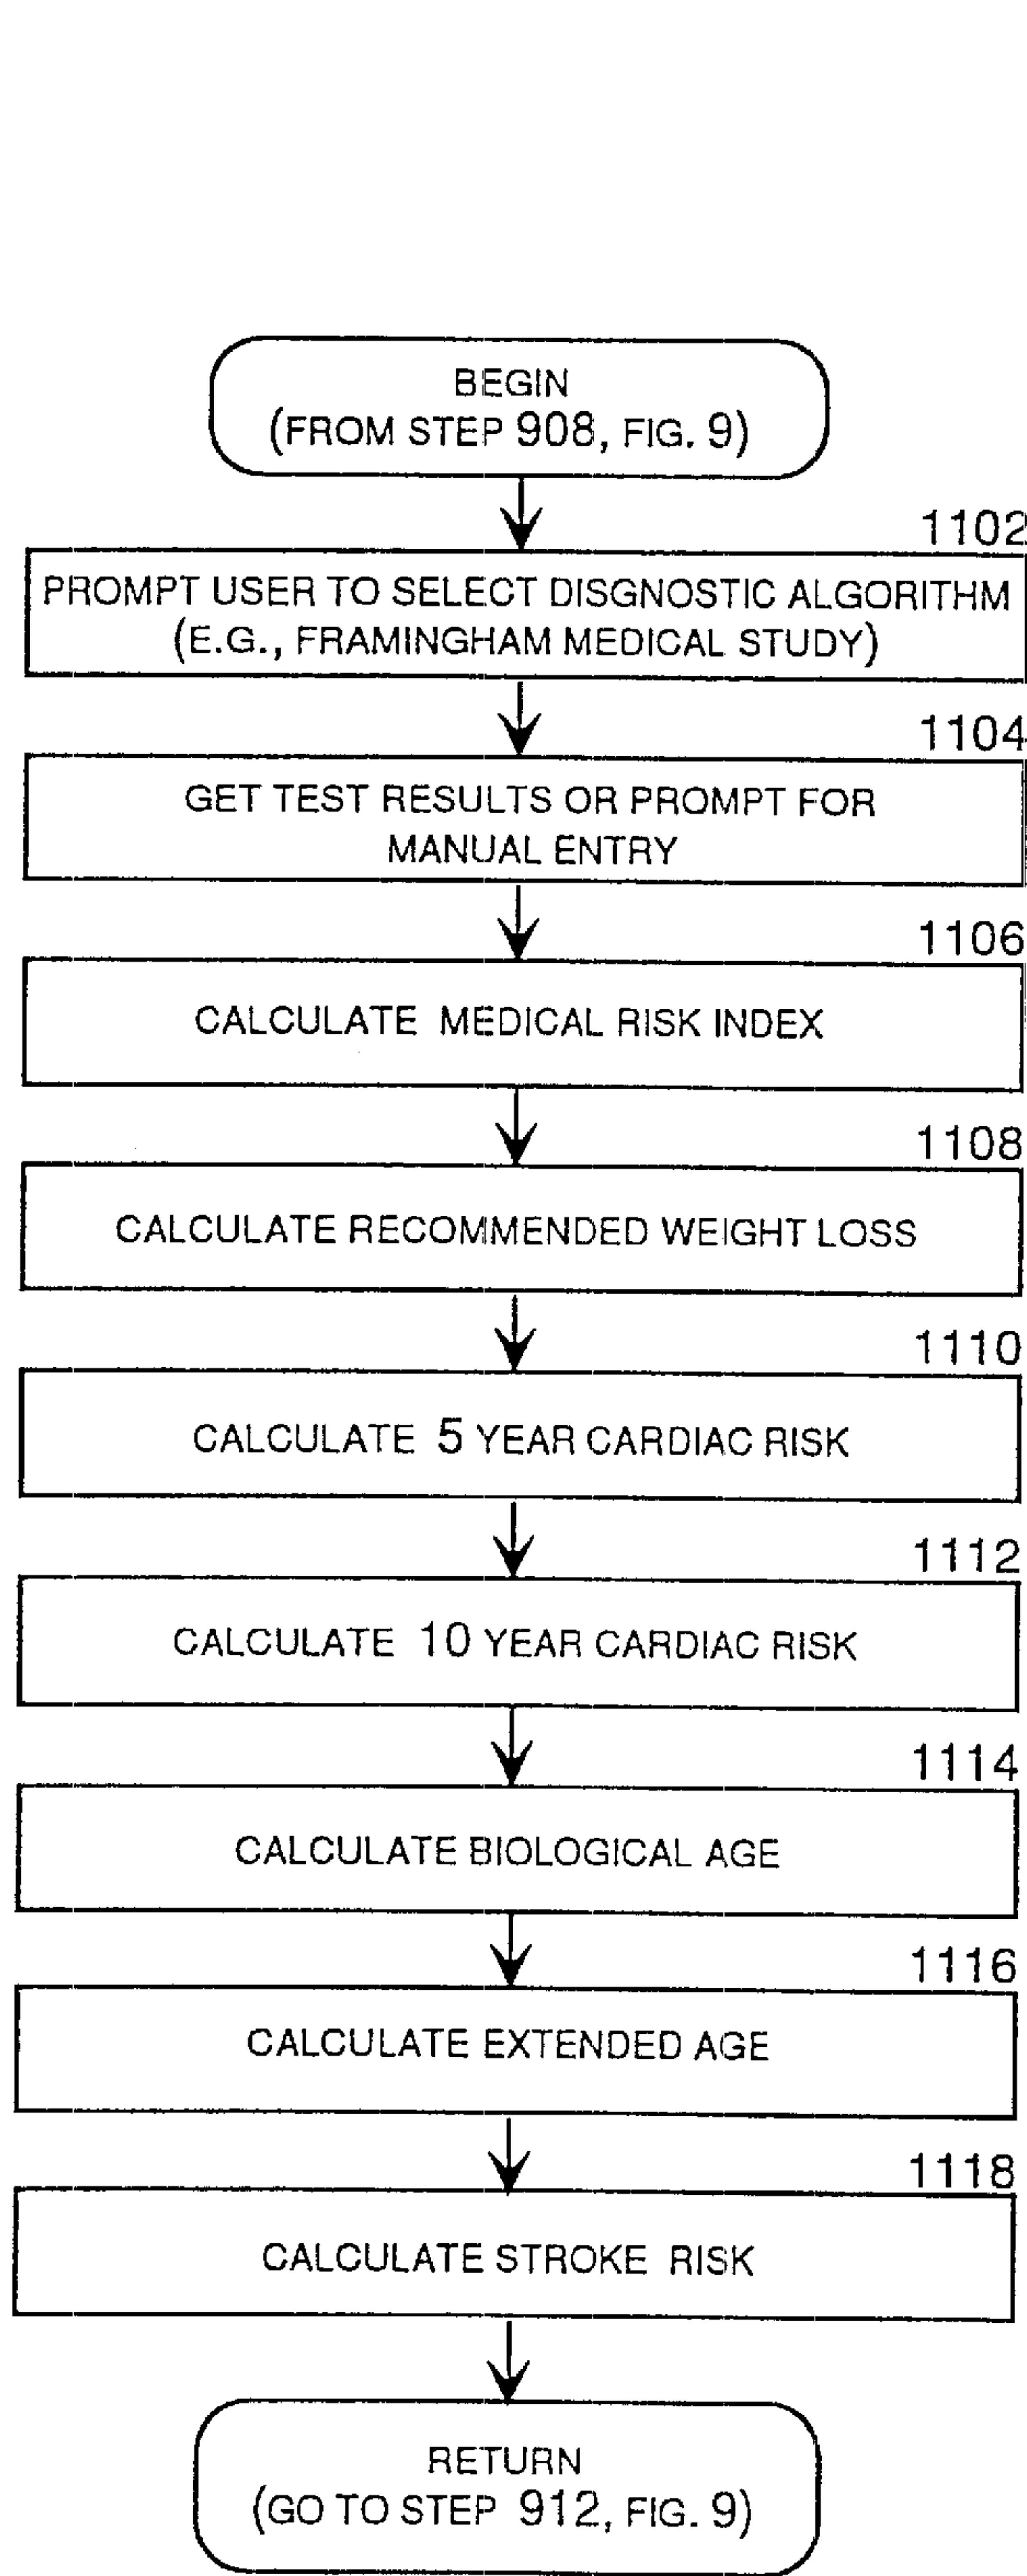 BEGIN
(FROM STEP 908, FIG. 9)
1102
PROMPT USER TO SELECT DISGNOSTIC ALGORITHM
(E.G., FRAMINGHAM MEDICAL STUDY)
1104
GET TEST RESULTS OR PROMPT FOR
MANUAL ENTRY
1106
CALCULATE MEDICAL RISK INDEX
1108
CALCULATE RECOMMENDED WEIGHT LOSS
1110
CALCULATE 5 YEAR CARDIAC RISK
1112
CALCULATE 10 YEAR CARDIAC RISK
1114
CALCULATE BIOLOGICAL AGE
1116
CALCULATE EXTENDED AGE
1118
CALCULATE STROKE RISK
RETURN
(GO TO STEP 912, FIG. 9)